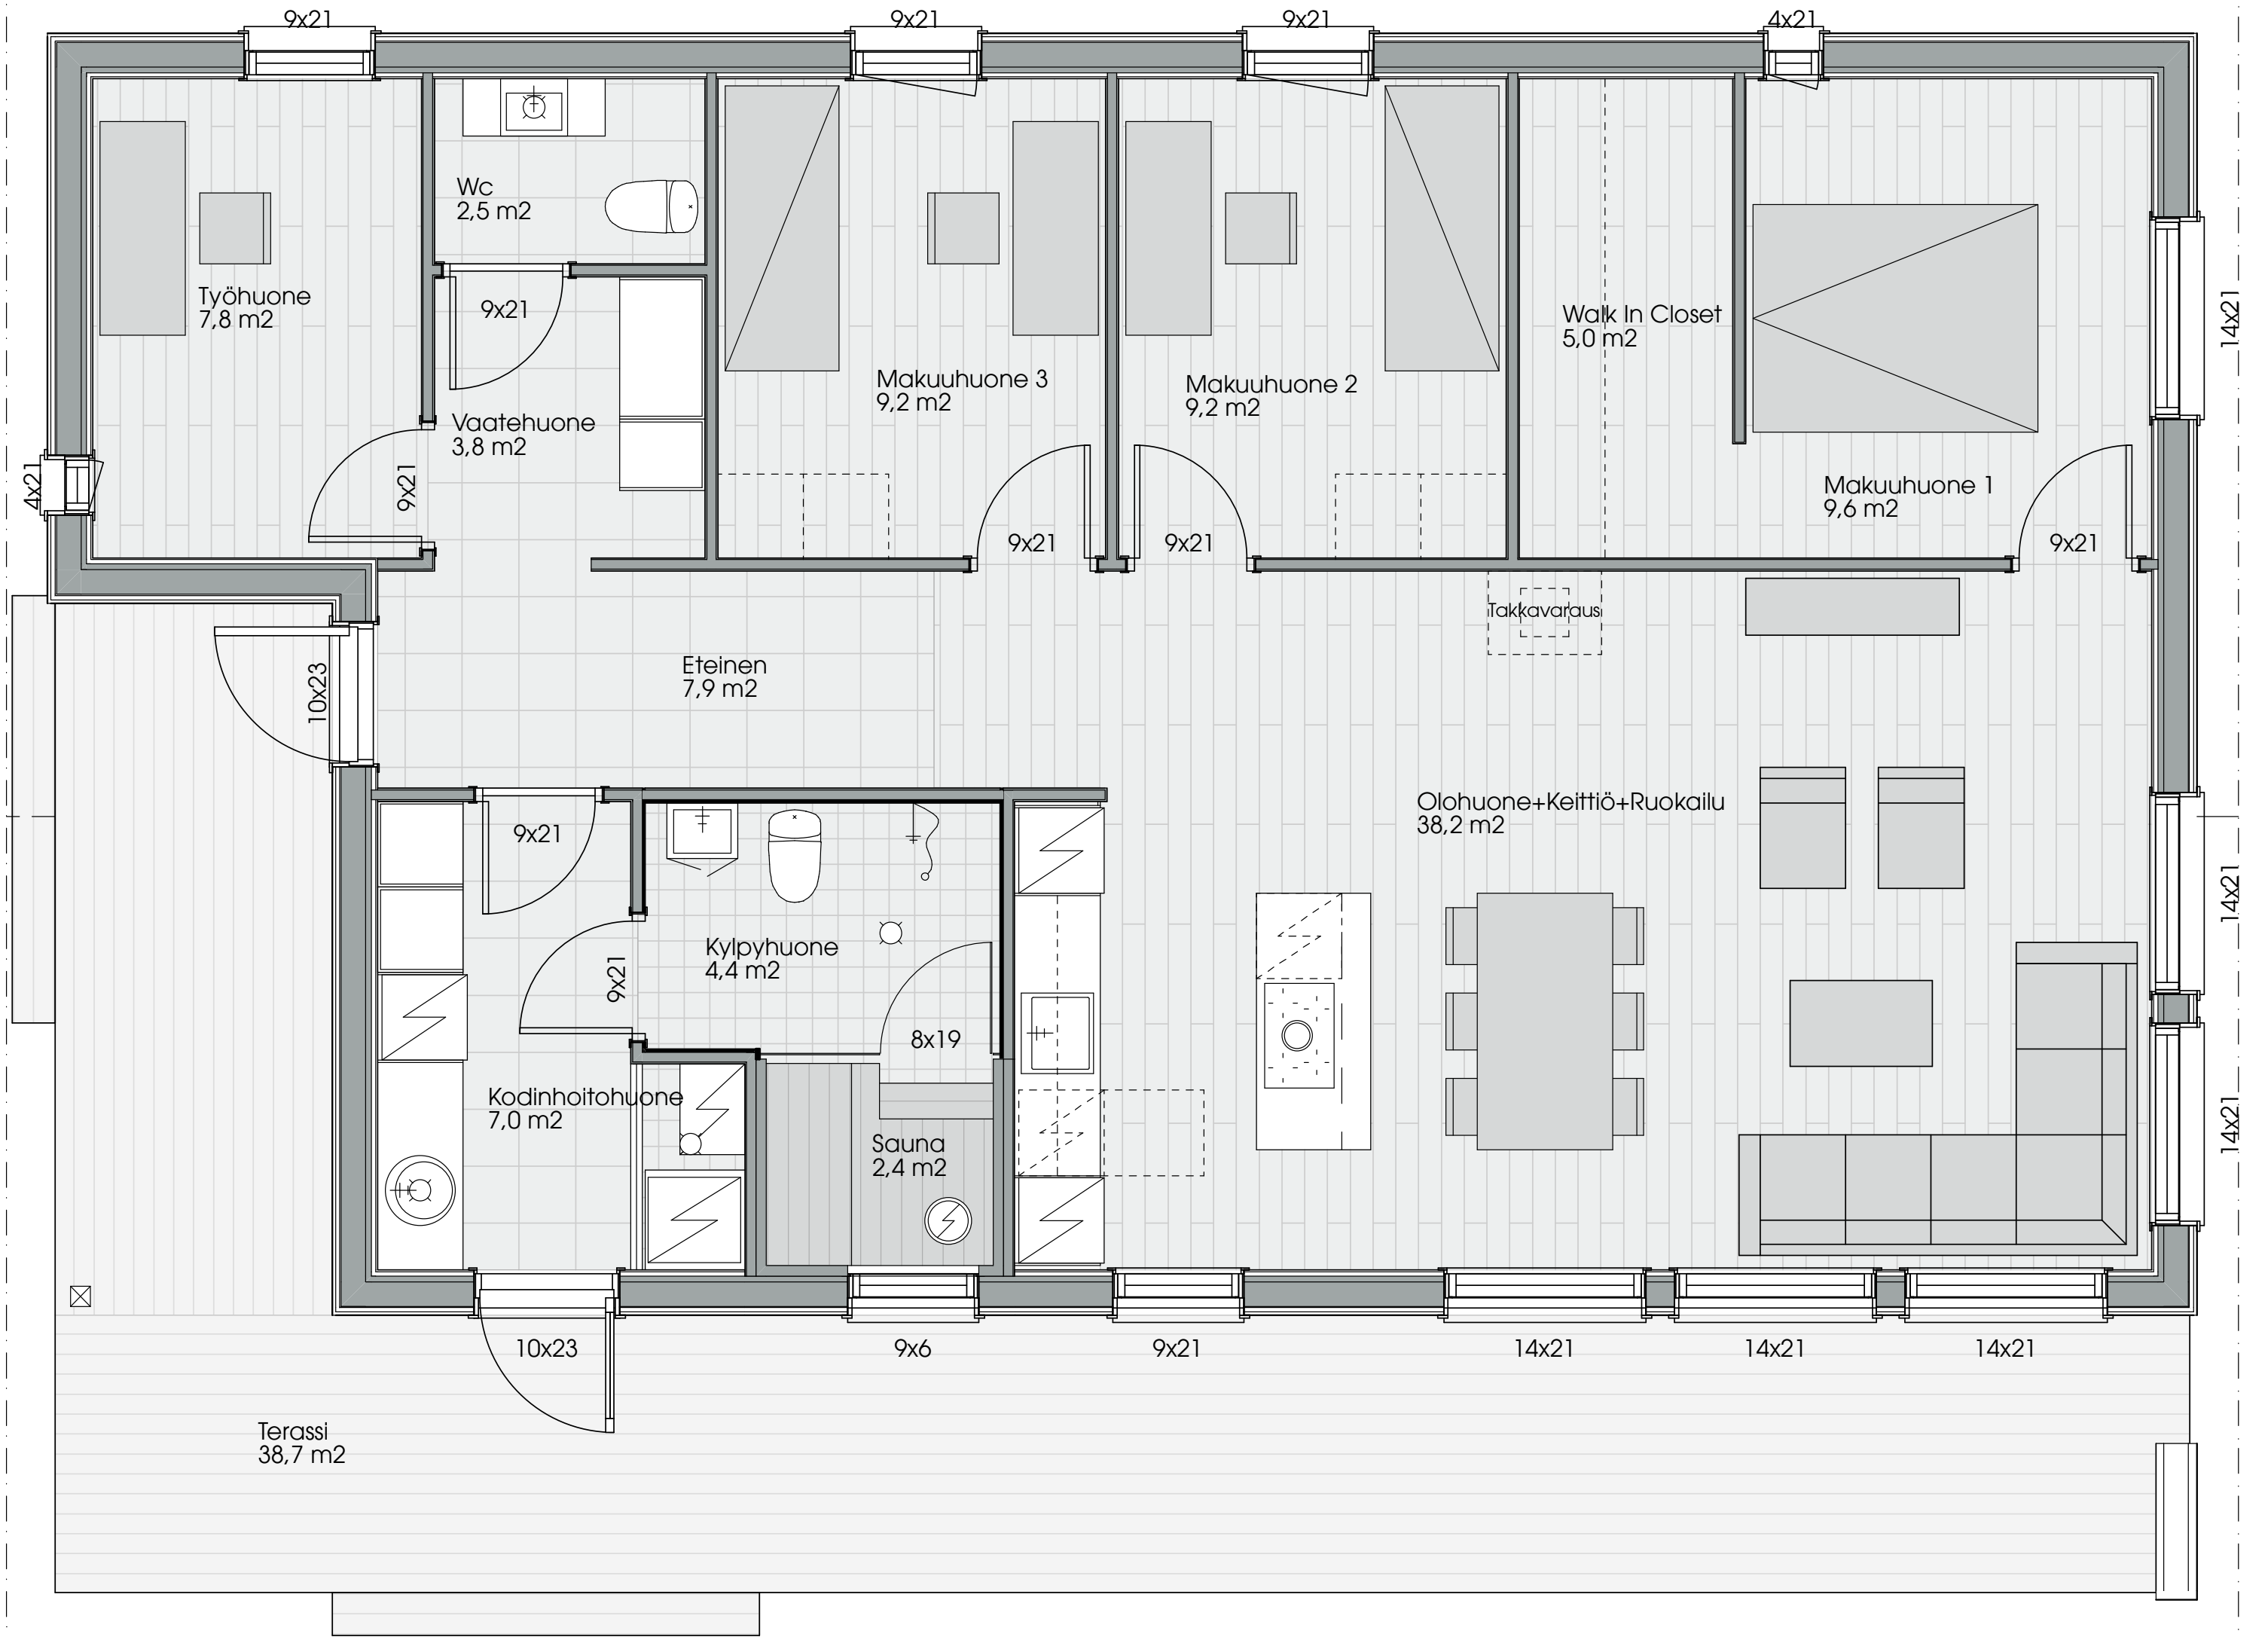 9x21
9x21
9x21
4x21
Wc
2,5 m2
Työhuone
7,8 m2
9x21
Walk In Closet
5,0 m2
14x21
Makuuhuone 3
9,2 m2
Makuuhuone 2
9,2 m2
Vaatehuone
3,8 m2
4x21
9x21
Makuuhuone 1
9,6 m2
9x21
9x21
9x21
Takkavaraus
10x23
Eteinen
7,9 m2
Olohuone+Keittiö+Ruokailu
38,2 m2
9x21
14x21
Kylpyhuone
4,4 m2
9x21
8x19
Kodinhoitohuone
7,0 m2
Sauna
2,4 m2
14x21
10x23
9x6
9x21
14x21
14x21
14x21
Terassi
38,7 m2